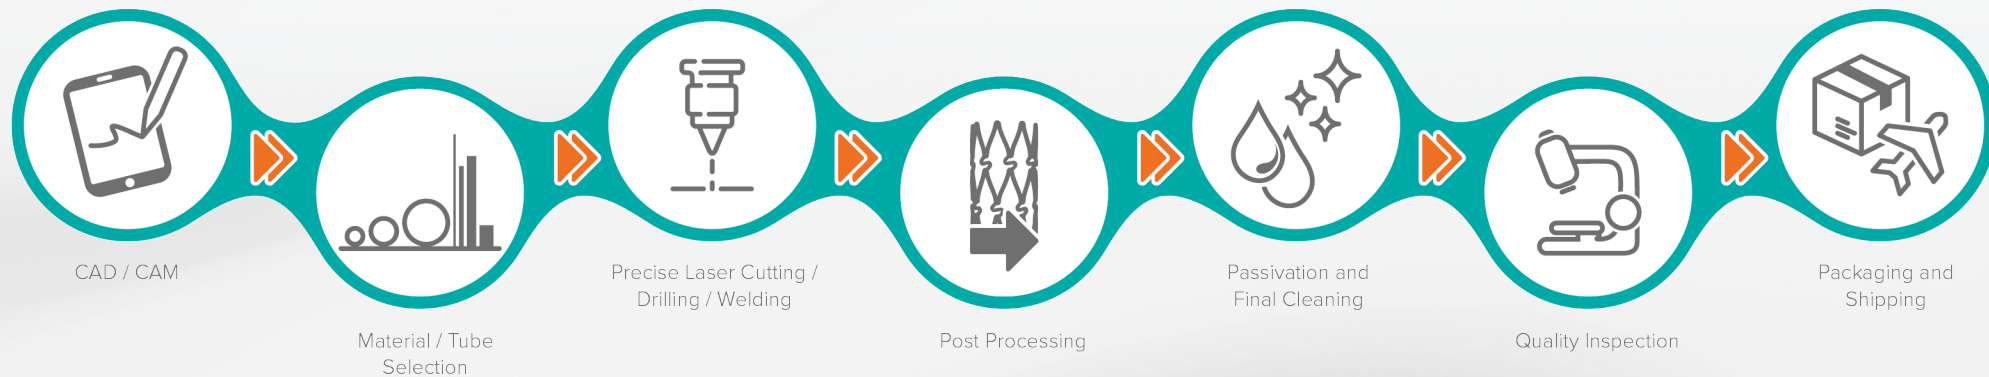 CAD / CAM
Material / Tube
Selection
Precise Laser Cutting /
Drilling / Welding
Post Processing
Passivation and
Final Cleaning
Quality Inspection
Packaging and
Shipping